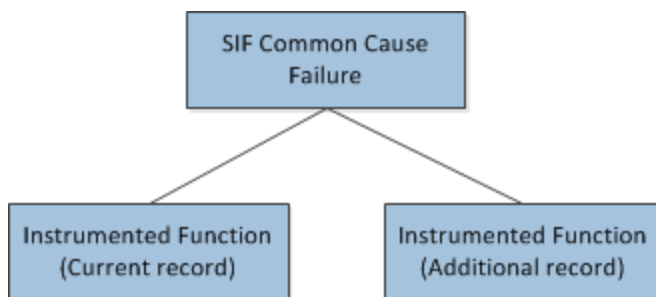 SIF Common Cause
Failure
Instrumented Function
(Current record)
Instrumented Function
(Additional record)